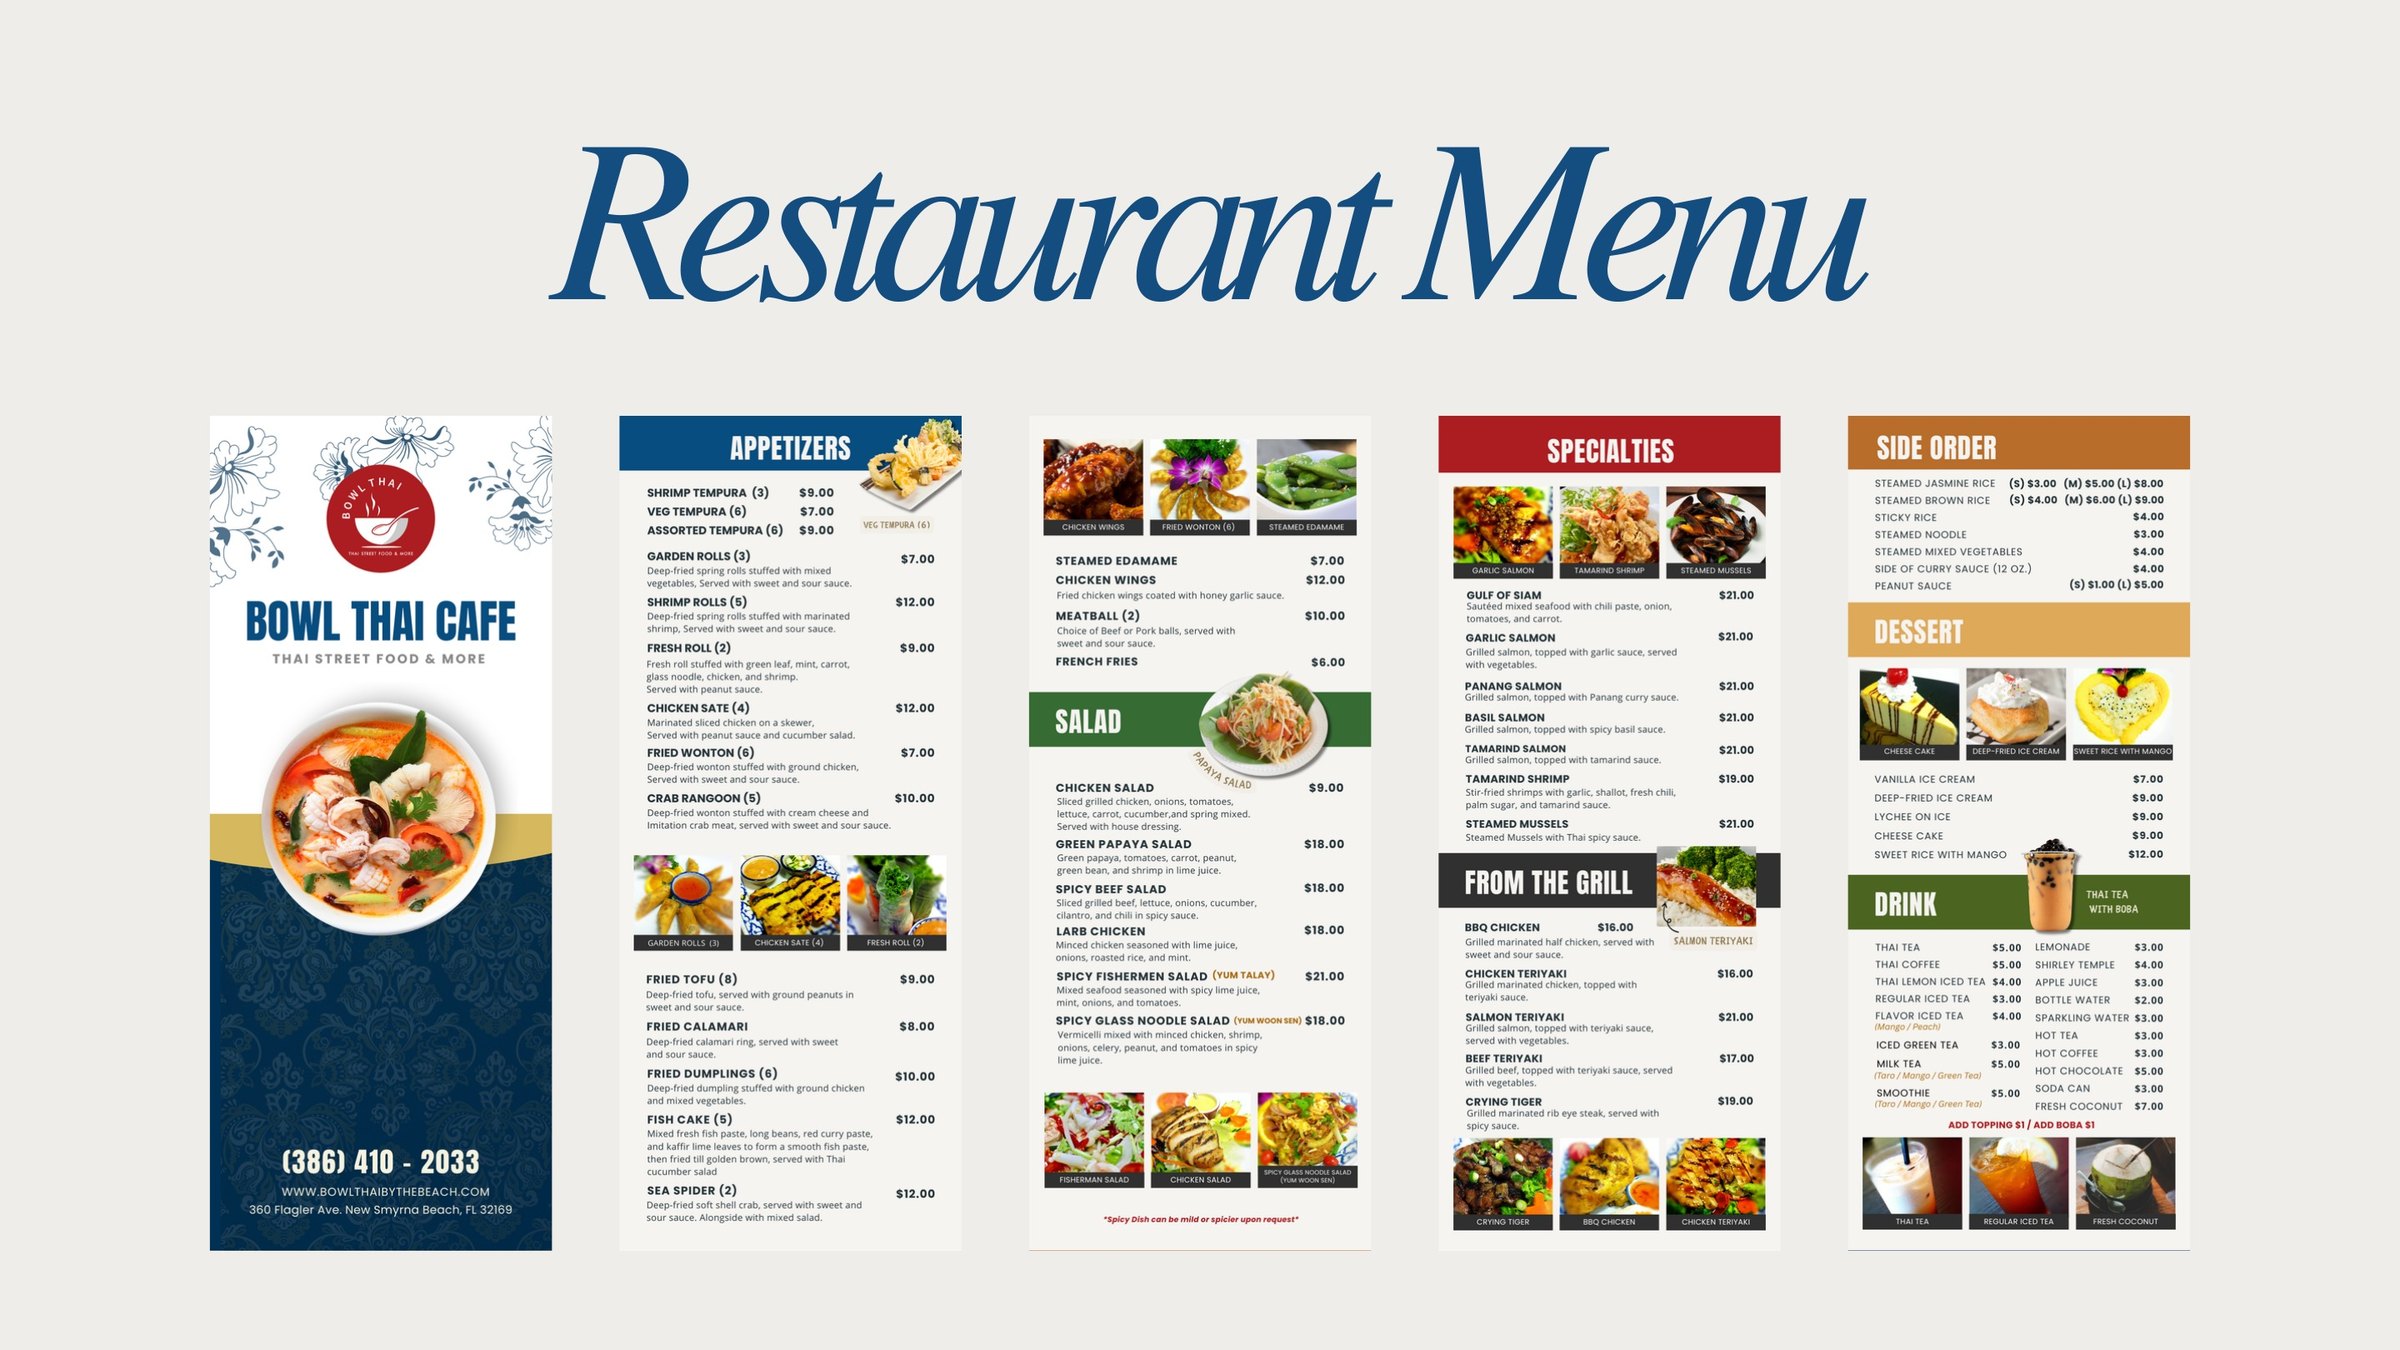 Restaurant Menu
BOWL THAI
THAI STREET FOOD & MORE
BOWL THAI CAFE
THAI STREET FOOD & MORE
(386) 410 - 2033
WWW.BOWLTHAIBYTHEBEACH.COM
360 Flagler Ave. New Smyrna Beach, FL 32169
APPETIZERS
SHRIMP TEMPURA (3) $9.00
VEG TEMPURA (6) $7.00
ASSORTED TEMPURA (6) $9.00
VEG TEMPURA (6)
GARDEN ROLLS (3) $7.00
Deep-fried spring rolls stuffed with mixed
vegetables, Served with sweet and sour sauce.
SHRIMP ROLLS (5) $12.00
Deep-fried spring rolls stuffed with marinated
shrimp, Served with sweet and sour sauce.
FRESH ROLL (2) $9.00
Fresh roll stuffed with green leaf, mint, carrot,
glass noodle, chicken, and shrimp.
Served with peanut sauce.
CHICKEN SATE (4) $12.00
Marinated sliced chicken on a skewer,
Served with peanut sauce and cucumber salad.
FRIED WONTON (6) $7.00
Deep-fried wonton stuffed with ground chicken,
Served with sweet and sour sauce.
CRAB RANGOON (5) $10.00
Deep-fried wonton stuffed with cream cheese and
Imitation crab meat, served with sweet and sour sauce.
GARDEN ROLLS (3) CHICKEN SATE (4) FRESH ROLL (2)
FRIED TOFU (8) $9.00
Deep-fried tofu, served with ground peanuts in
sweet and sour sauce.
FRIED CALAMARI $8.00
Deep-fried calamari ring, served with sweet
and sour sauce.
FRIED DUMPLINGS (6) $10.00
Deep-fried dumpling stuffed with ground chicken
and mixed vegetables.
FISH CAKE (5) $12.00
Mixed fresh fish paste, long beans, red curry paste,
and kaffir lime leaves to form a smooth fish paste,
then fried till golden brown, served with Thai
cucumber salad
SEA SPIDER (2) $12.00
Deep-fried soft shell crab, served with sweet and
sour sauce. Alongside with mixed salad.
CHICKEN WINGS FRIED WONTON (6) STEAMED EDAMAME
STEAMED EDAMAME $7.00
CHICKEN WINGS $12.00
Fried chicken wings coated with honey garlic sauce.
MEATBALL (2) $10.00
Choice of Beef or Pork balls, served with
sweet and sour sauce.
FRENCH FRIES $6.00
SALAD
PAPAYA SALAD
CHICKEN SALAD $9.00
Sliced grilled chicken, onions, tomatoes,
lettuce, carrot, cucumber,and spring mixed.
Served with house dressing.
GREEN PAPAYA SALAD $18.00
Green papaya, tomatoes, carrot, peanut,
green bean, and shrimp in lime juice.
SPICY BEEF SALAD $18.00
Sliced grilled beef, lettuce, onions, cucumber,
cilantro, and chili in spicy sauce.
LARB CHICKEN $18.00
Minced chicken seasoned with lime juice,
onions, roasted rice, and mint.
SPICY FISHERMEN SALAD (YUM TALAY) $21.00
Mixed seafood seasoned with spicy lime juice,
mint, onions, and tomatoes.
SPICY GLASS NOODLE SALAD (YUM WOON SEN) $18.00
Vermicelli mixed with minced chicken, shrimp,
onions, celery, peanut, and tomatoes in spicy
lime juice.
FISHERMAN SALAD CHICKEN SALAD SPICY GLASS NOODLE SALAD
(YUM WOON SEN)
*Spicy Dish can be mild or spicier upon request*
SPECIALTIES
GARLIC SALMON TAMARIND SHRIMP STEAMED MUSSELS
GULF OF SIAM $21.00
Sautéed mixed seafood with chili paste, onion,
tomatoes, and carrot.
GARLIC SALMON $21.00
Grilled salmon, topped with garlic sauce, served
with vegetables.
PANANG SALMON $21.00
Grilled salmon, topped with Panang curry sauce.
BASIL SALMON $21.00
Grilled salmon, topped with spicy basil sauce.
TAMARIND SALMON $21.00
Grilled salmon, topped with tamarind sauce.
TAMARIND SHRIMP $19.00
Stir-fried shrimps with garlic, shallot, fresh chili,
palm sugar, and tamarind sauce.
STEAMED MUSSELS $21.00
Steamed Mussels with Thai spicy sauce.
FROM THE GRILL
SALMON TERIYAKI
BBQ CHICKEN $16.00
Grilled marinated half chicken, served with
sweet and sour sauce.
CHICKEN TERIYAKI $16.00
Grilled marinated chicken, topped with
teriyaki sauce.
SALMON TERIYAKI $21.00
Grilled salmon, topped with teriyaki sauce,
served with vegetables.
BEEF TERIYAKI $17.00
Grilled beef, topped with teriyaki sauce, served
with vegetables.
CRYING TIGER $19.00
Grilled marinated rib eye steak, served with
spicy sauce.
CRYING TIGER BBQ CHICKEN CHICKEN TERIYAKI
SIDE ORDER
STEAMED JASMINE RICE (S) $3.00 (M) $5.00 (L) $8.00
STEAMED BROWN RICE (S) $4.00 (M) $6.00 (L) $9.00
STICKY RICE $4.00
STEAMED NOODLE $3.00
STEAMED MIXED VEGETABLES $4.00
SIDE OF CURRY SAUCE (12 OZ.) $4.00
PEANUT SAUCE (S) $1.00 (L) $5.00
DESSERT
CHEESE CAKE DEEP-FRIED ICE CREAM SWEET RICE WITH MANGO
VANILLA ICE CREAM $7.00
DEEP-FRIED ICE CREAM $9.00
LYCHEE ON ICE $9.00
CHEESE CAKE $9.00
SWEET RICE WITH MANGO $12.00
DRINK
THAI TEA
WITH BOBA
THAI TEA $5.00
THAI COFFEE $5.00
THAI LEMON ICED TEA $4.00
REGULAR ICED TEA $3.00
FLAVOR ICED TEA $4.00
(Mango / Peach)
ICED GREEN TEA $3.00
MILK TEA $5.00
(Taro / Mango / Green Tea)
SMOOTHIE $5.00
(Taro / Mango / Green Tea)
LEMONADE $3.00
SHIRLEY TEMPLE $4.00
APPLE JUICE $3.00
BOTTLE WATER $2.00
SPARKLING WATER $3.00
HOT TEA $3.00
HOT COFFEE $3.00
HOT CHOCOLATE $5.00
SODA CAN $3.00
FRESH COCONUT $7.00
ADD TOPPING $1 / ADD BOBA $1
THAI TEA REGULAR ICED TEA FRESH COCONUT